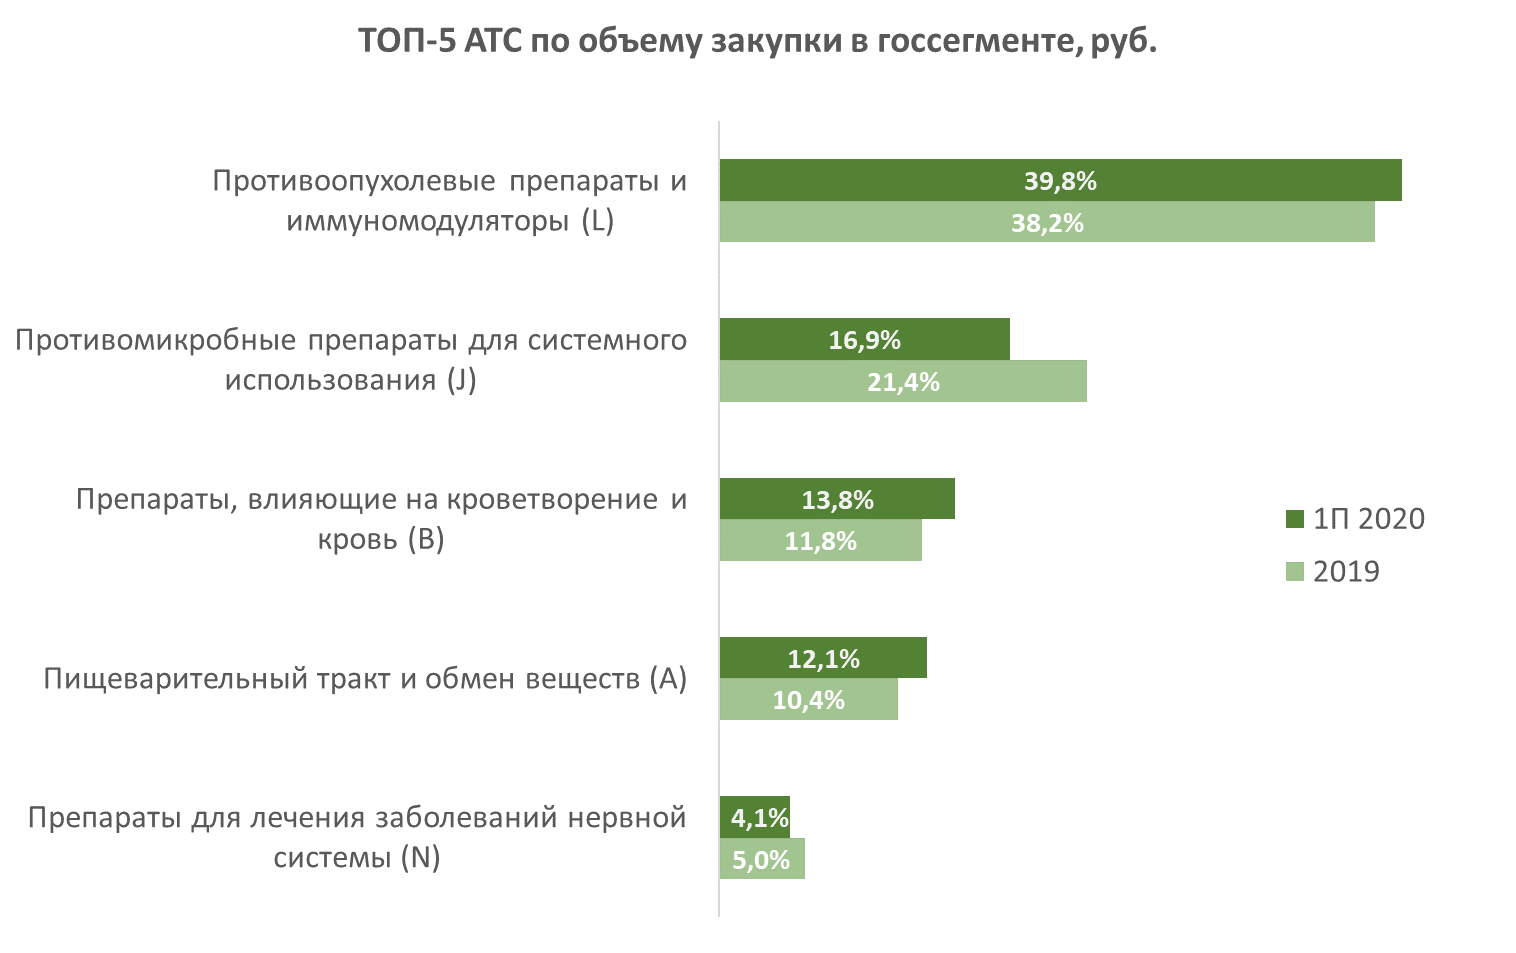 ТОП-5 АТС по объему закупки в госсегменте, руб.
Противоопухолевые препараты и
иммуномодуляторы (L)
39,8%
38,2%
Противомикробные препараты для системного
использования (J)
16,9%
21,4%
Препараты, влияющие на кроветворение и
кровь (B)
13,8%
11,8%
1П 2020
2019
Пищеварительный тракт и обмен веществ (A)
12,1%
10,4%
Препараты для лечения заболеваний нервной
системы (N)
4,1%
5,0%